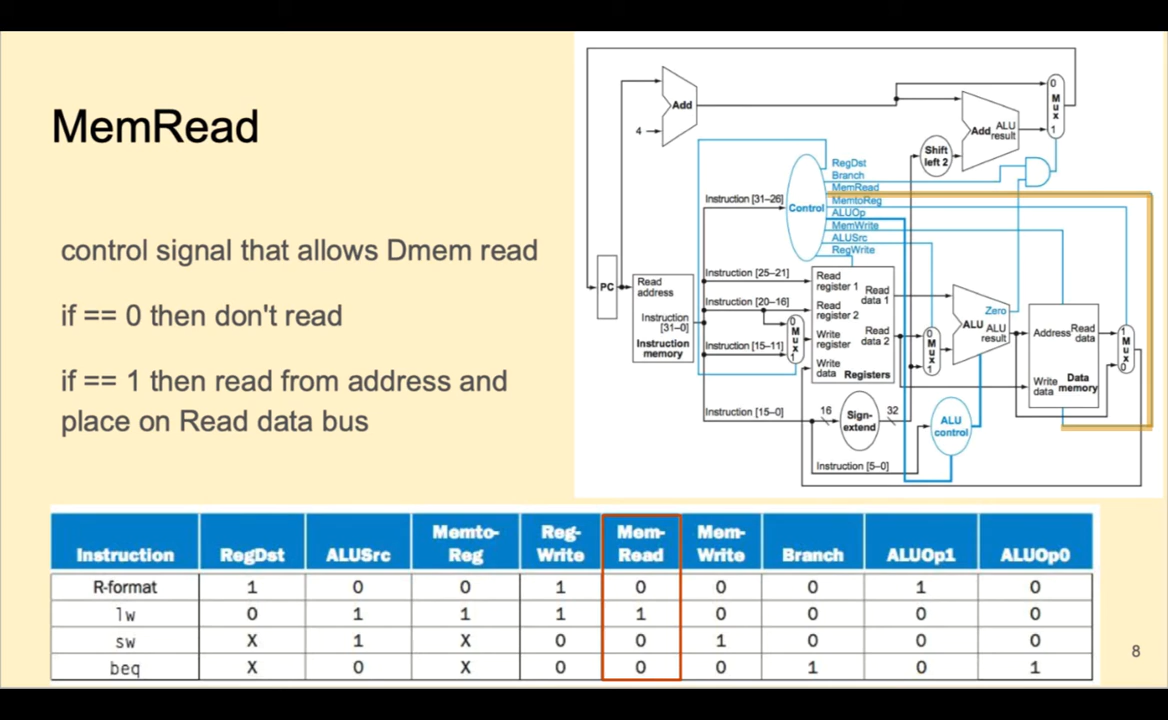 MemRead
control signal that allows Dmem read
if == 0 then don't read
if == 1 then read from address and
place on Read data bus
Add
4
0
M
u
x
1
Add ALU
result
Shift
left 2
RegDst
Branch
MemRead
MemtoReg
ALUOp
MemWrite
ALUSrc
RegWrite
Control
Instruction [31–26]
Instruction [25–21]
Instruction [20–16]
Instruction [15–11]
Instruction [15–0]
Instruction [5–0]
PC
Read
address
Instruction
[31–0]
Instruction
memory
0
M
u
x
1
Read
register 1
Read
data 1
Read
register 2
Write
register
Read
data 2
Write
data
Registers
0
M
u
x
1
Zero
ALU ALU
result
Address
Read
data
Write
data
Data
memory
1
M
u
x
0
16
Sign-
extend
32
ALU
control
Instruction RegDst ALUSrc Memto-Reg Reg-Write Mem-Read Mem-Write Branch ALUOp1 ALUOp0
R-format 1 0 0 1 0 0 0 1 0
lw 0 1 1 1 1 0 0 0 0
sw X 1 X 0 0 1 0 0 0
beq X 0 X 0 0 0 1 0 1
8